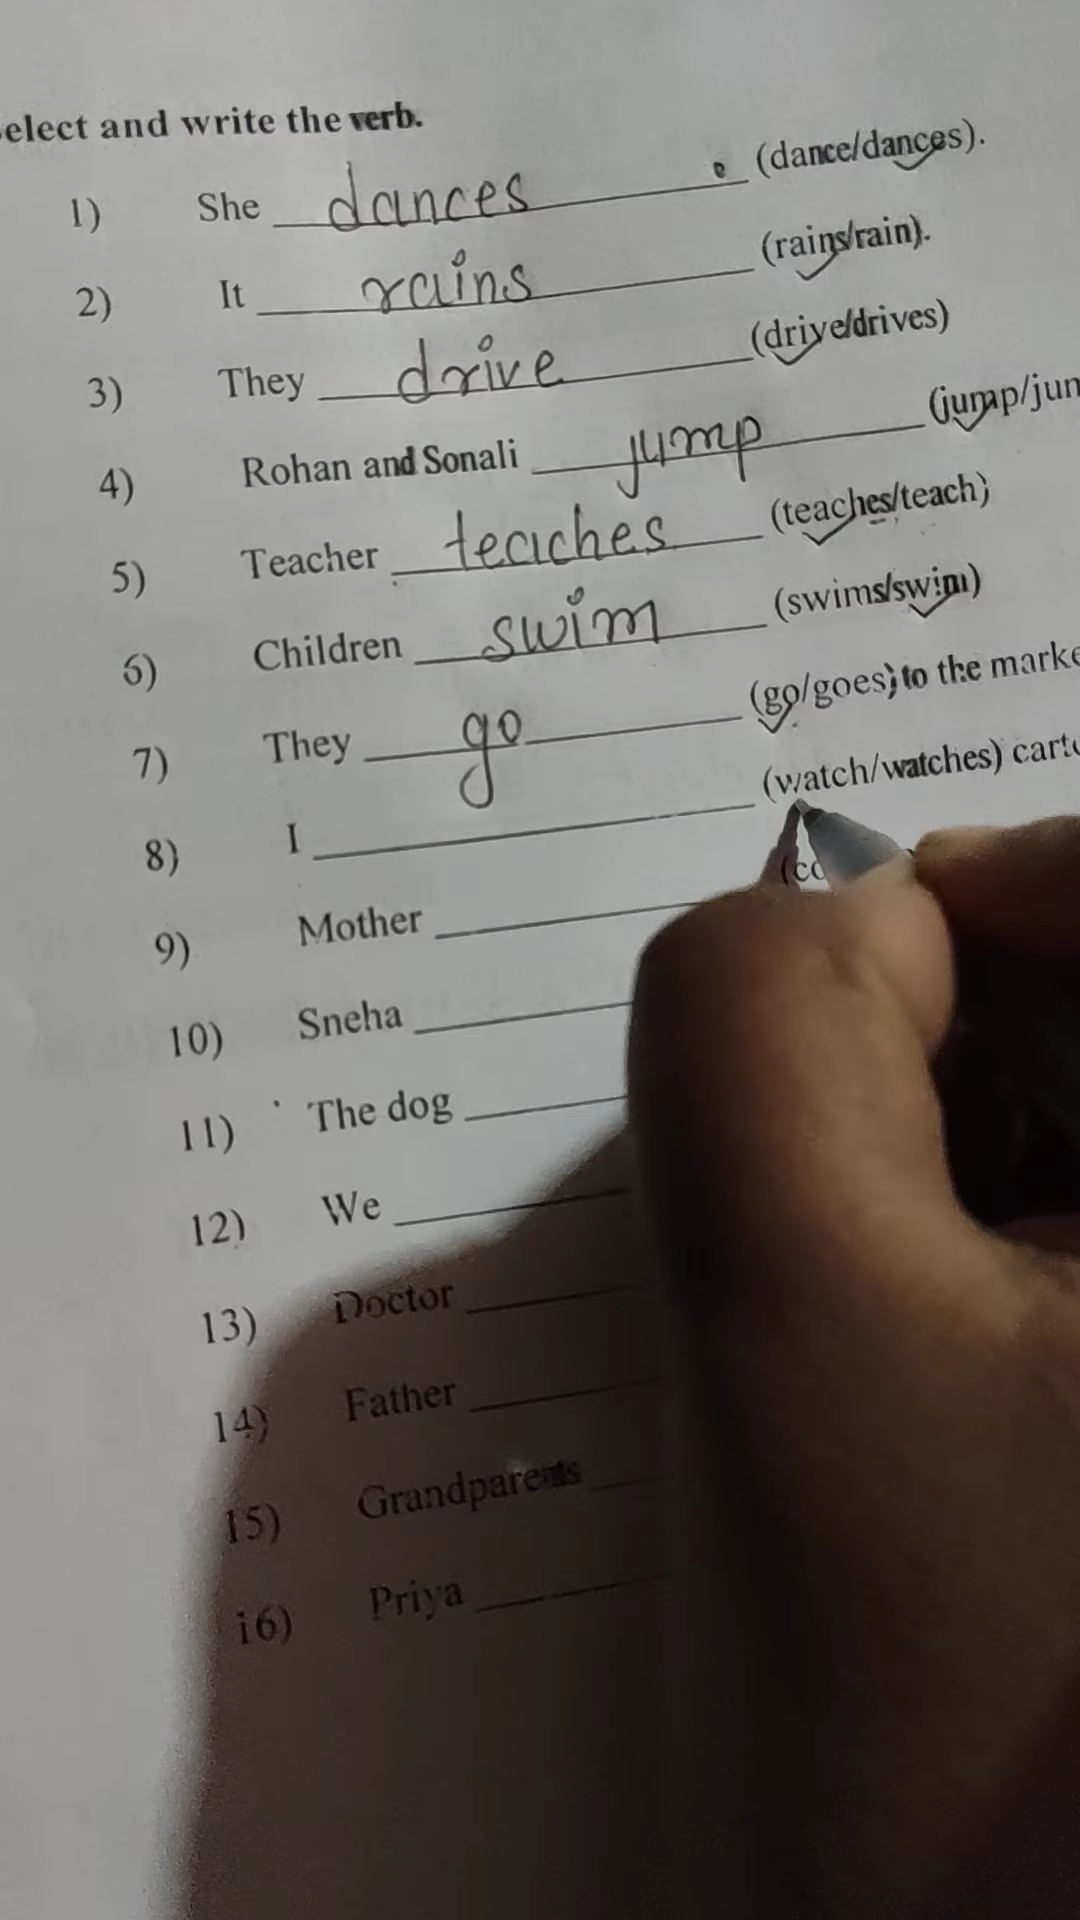 elect and write the verb.
1) She dances. (dance/dances).
2) It rains (rains/rain).
3) They drive (drive/drives)
4) Rohan and Sonali jump (jump/
5) Teacher teaches (teaches/teach)
6) Children swim (swims/swim)
7) They go (go/goes) to the
8) I (watch/watches)
9) Mother
10) Sneha
11) The dog
12) We
13) Doctor
14) Father
15) Grandparents
16) Priya